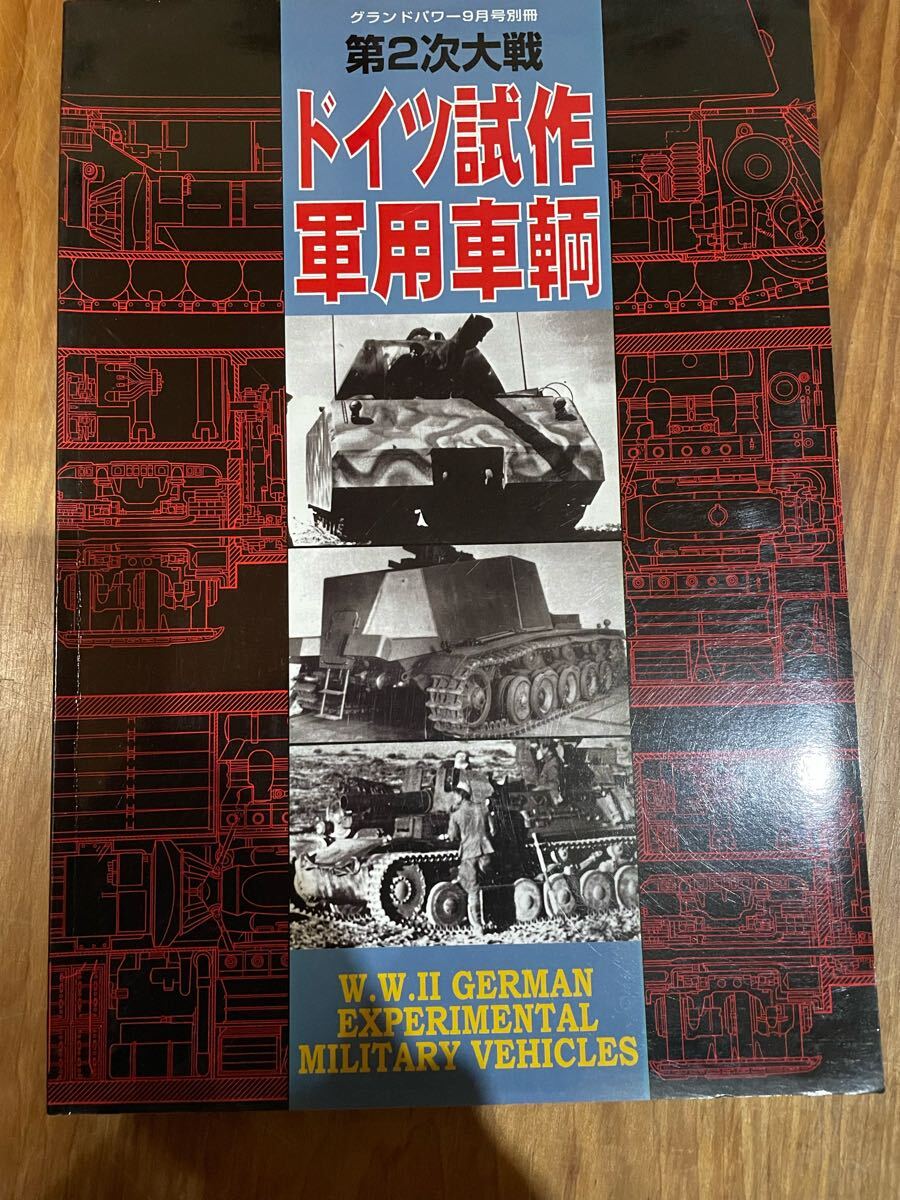 グランドパワー9月号別冊
第2次大戦
ドイツ試作
軍用車輌
W.W.II GERMAN
EXPERIMENTAL
MILITARY VEHICLES